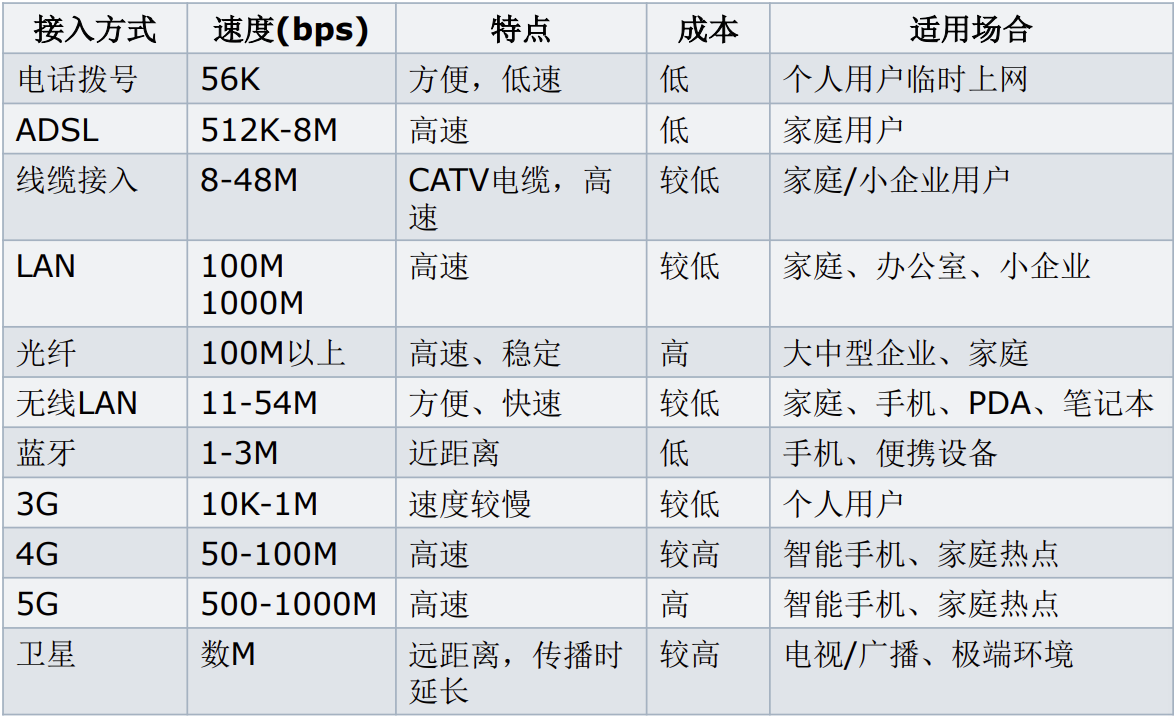 接入方式 速度(bps) 特点 成本 适用场合
电话拨号 56K 方便，低速 低 个人用户临时上网
ADSL 512K-8M 高速 低 家庭用户
线缆接入 8-48M CATV电缆，高 较低 家庭/小企业用户
速
LAN 100M 高速 较低 家庭、办公室、小企业
1000M
光纤 100M以上 高速、稳定 高 大中型企业、家庭
无线LAN 11-54M 方便、快速 较低 家庭、手机、PDA、笔记本
蓝牙 1-3M 近距离 低 手机、便携设备
3G 10K-1M 速度较慢 较低 个人用户
4G 50-100M 高速 较高 智能手机、家庭热点
5G 500-1000M 高速 高 智能手机、家庭热点
卫星 数M 远距离，传播时 较高 电视/广播、极端环境
延长